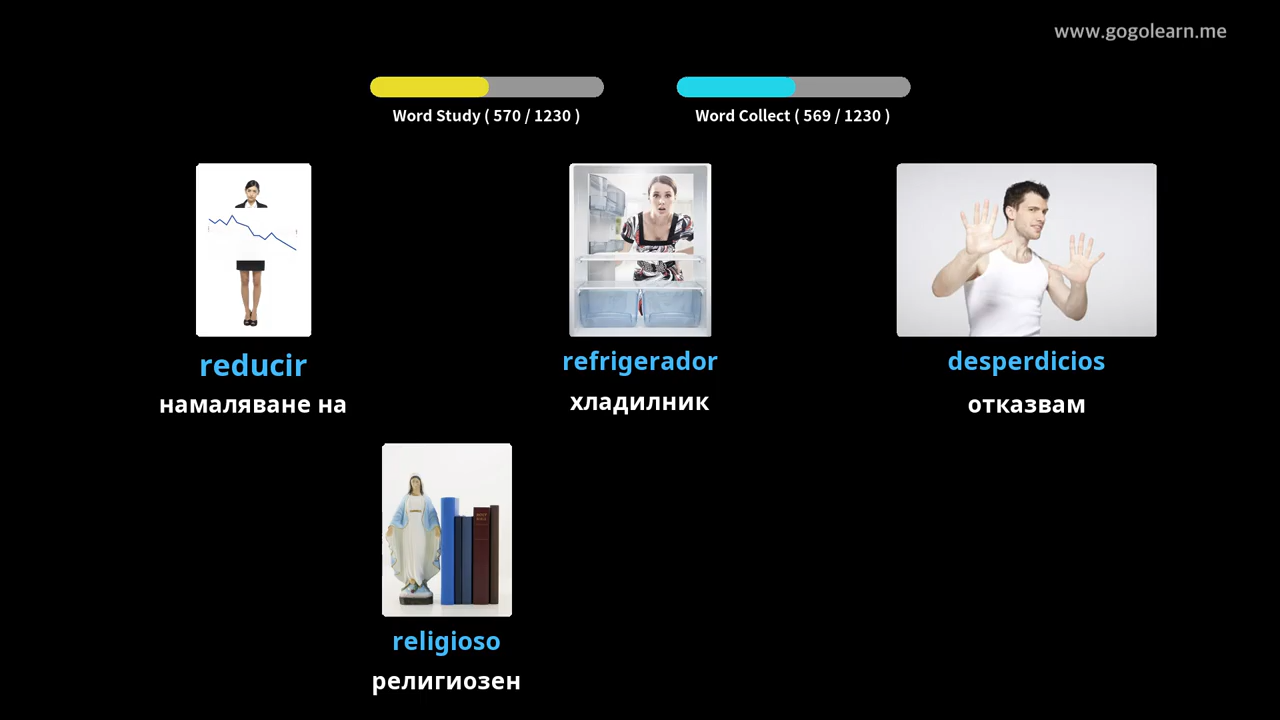 www.gogolearn.me
Word Study ( 570 / 1230 )
Word Collect ( 569 / 1230 )
reducir
намаляване на
refrigerador
хладилник
desperdicios
отказвам
religioso
религиозен